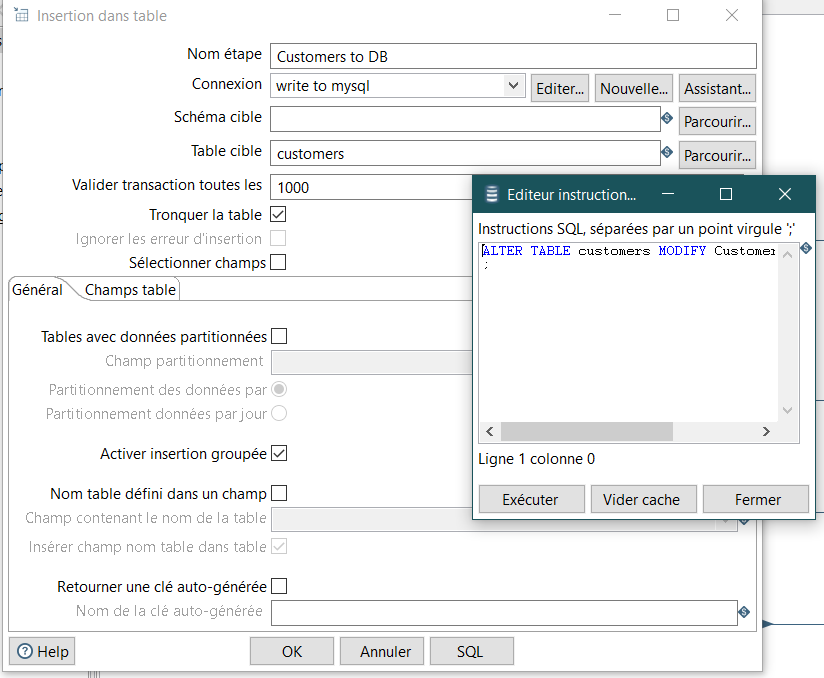 Insertion dans table
Nom étape Customers to DB
Connexion write to mysql Editer... Nouvelle... Assistant...
Schéma cible Parcourir...
Table cible customers Parcourir...
Valider transaction toutes les 1000
Tronquer la table
Ignorer les erreur d'insertion
Sélectionner champs
Général Champs table
Tables avec données partitionnées
Champ partitionnement
Partitionnement des données par
Partitionnement données par jour
Activer insertion groupée
Nom table défini dans un champ
Champ contenant le nom de la table
Insérer champ nom table dans table
Retourner une clé auto-générée
Nom de la clé auto-générée
Help OK Annuler SQL
Editeur instruction...
Instructions SQL, séparées par un point virgule ';'
ALTER TABLE customers MODIFY Customer
;
Ligne 1 colonne 0
Exécuter Vider cache Fermer